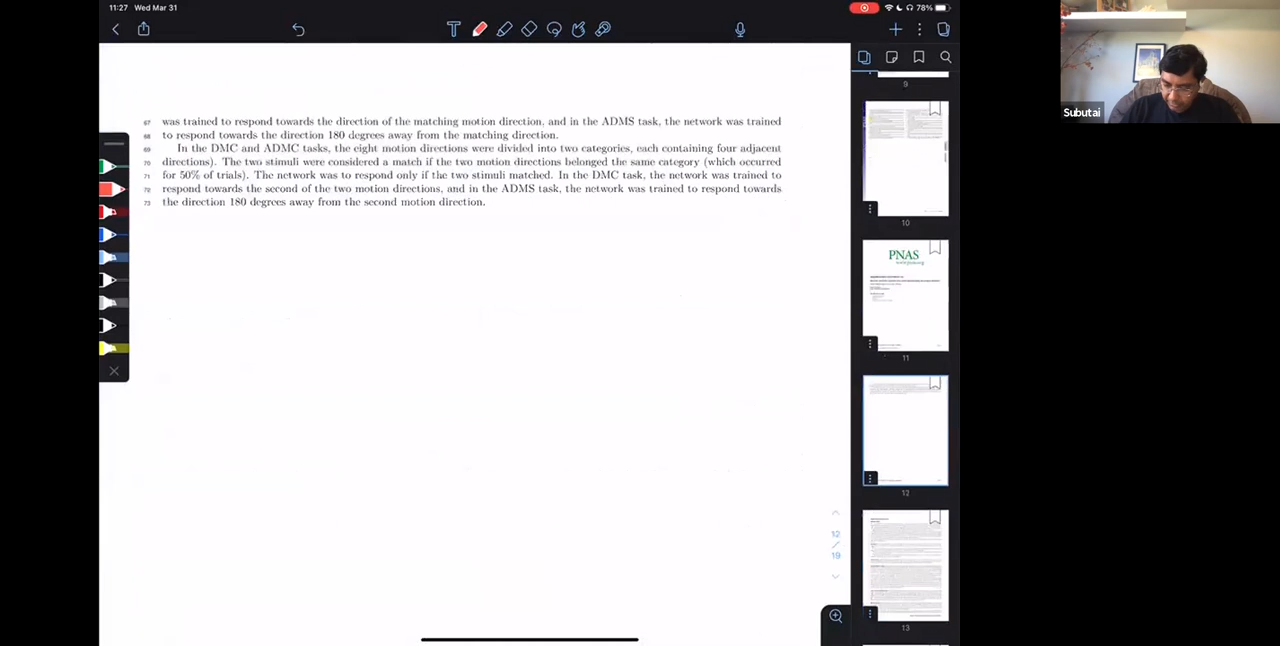 11:27 Wed Mar 31
78%
67 was trained to respond towards the direction of the matching motion direction, and in the ADMS task, the network was trained
68 to respond towards the direction 180 degrees away from the matching direction.
69 In the DMC and ADMC tasks, the eight motion directions were divided into two categories, each containing four adjacent
70 directions). The two stimuli were considered a match if the two motion directions belonged the same category (which occurred
71 for 50% of trials). The network was to respond only if the two stimuli matched. In the DMC task, the network was trained to
72 respond towards the second of the two motion directions, and in the ADMS task, the network was trained to respond towards
73 the direction 180 degrees away from the second motion direction.
12
19
9
10
PNAS
www.pnas.org
11
12
13
Subutai